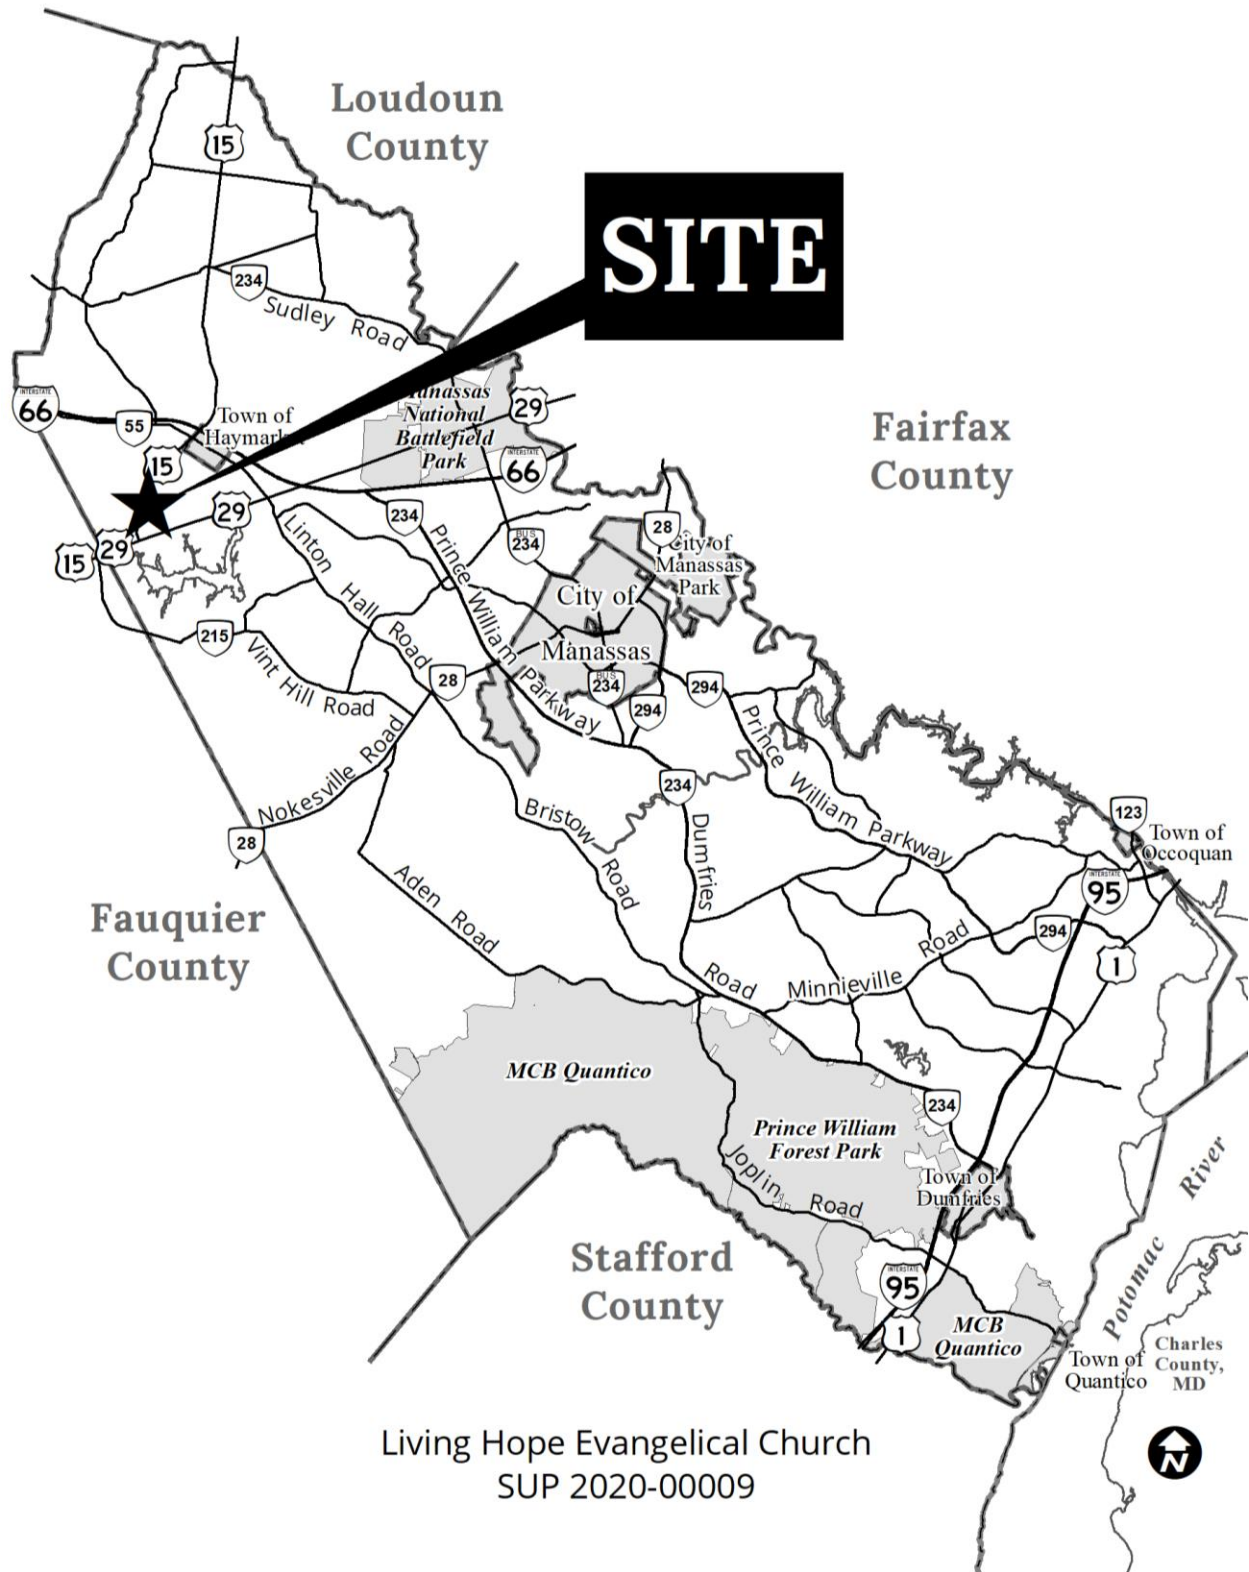 Loudoun
County
15
SITE
234
Sudley Road
INTERSTATE
66
55
Town of
Manassas
National
Battlefield
Park
29
15
INTERSTATE
66
Fairfax
County
29
234
BUS
234
28
City of
Manassas
Park
15
29
Linton Hall Road
Prince William Parkway
City of
Manassas
215
Vint Hill Road
28
BUS
234
294
294
Nokesville Road
28
234
Prince William Parkway
Bristow Road
Dumfries Road
123
Town of
Occoquan
INTERSTATE
95
294
1
Aden Road
Fauquier
County
Minnieville Road
MCB Quantico
234
Prince William
Forest Park
Joplin Road
Town of
Dumfries
Potomac River
Stafford
County
INTERSTATE
95
1
MCB
Quantico
Town of
Quantico
Charles
County,
MD
N
Living Hope Evangelical Church
SUP 2020-00009